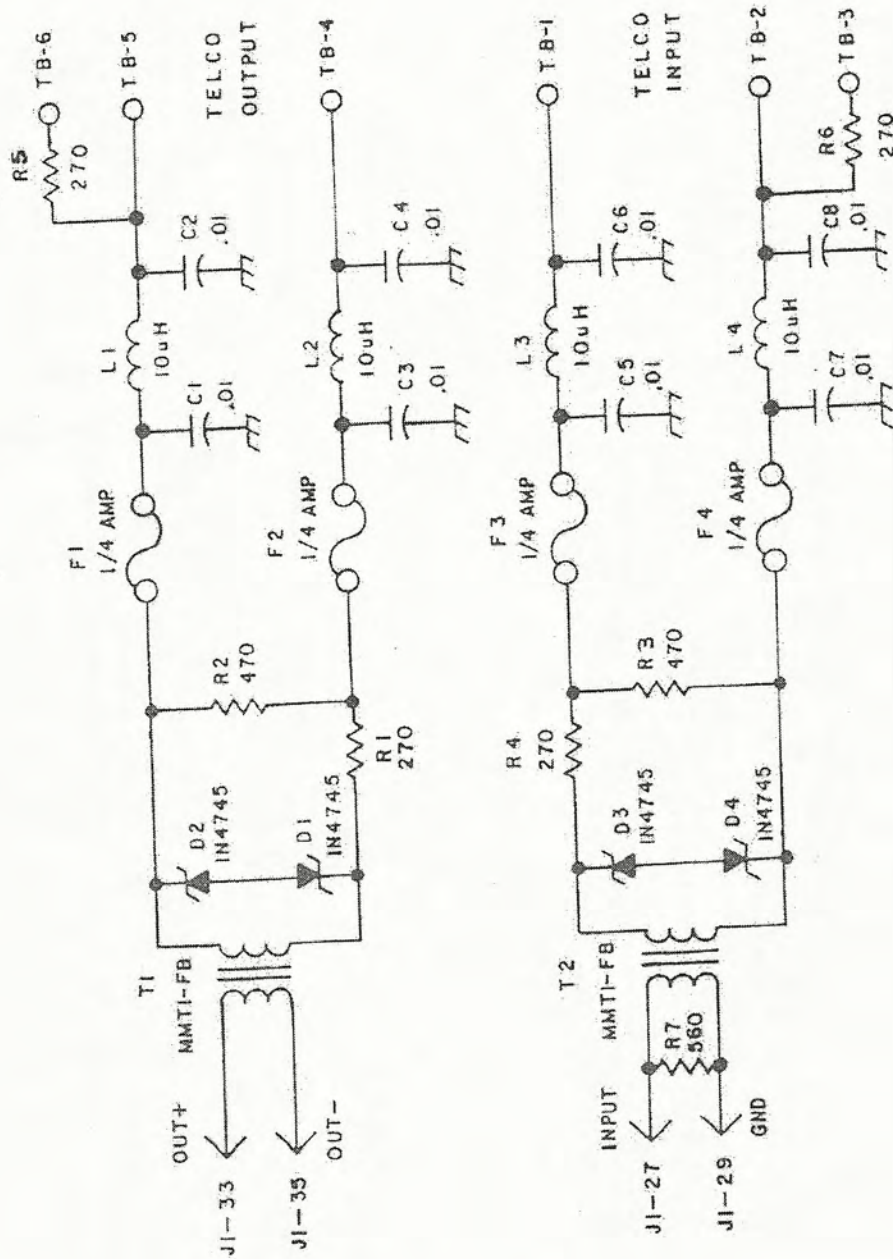 R5
270
TB-6
TB-5
TELCO
OUTPUT
TB-4
L1
10uH
C2
.01
C1
.01
F1
1/4 AMP
R2
470
D2
IN4745
D1
IN4745
R1
270
F2
1/4 AMP
L2
10uH
C3
.01
C4
.01
T1
MMT1-FB
OUT+
J1-33
OUT-
J1-35
TB-1
TELCO
INPUT
TB-2
TB-3
R6
270
L3
10uH
C5
.01
C6
.01
F3
1/4 AMP
R4
270
R3
470
D3
IN4745
D4
IN4745
F4
1/4 AMP
L4
10uH
C7
.01
C8
.01
T2
MMT1-FB
R7
560
INPUT
J1-27
GND
J1-29